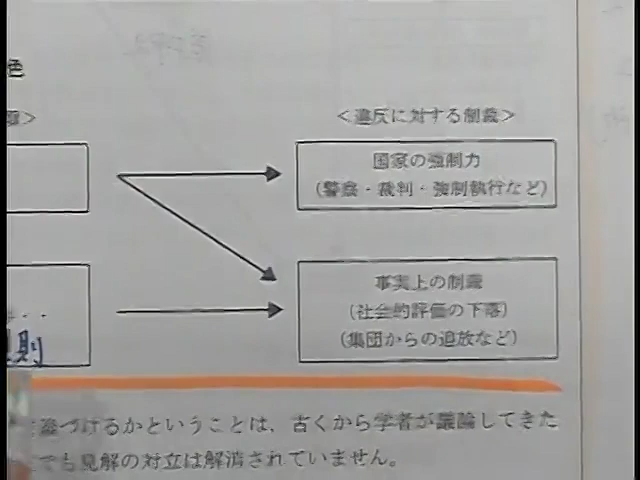 色
＞
＜違反に対する制裁＞
国家の強制力
（警察・裁判・強制執行など）
事実上の制裁
（社会的評価の下落）
（集団からの追放など）
則
づけるかということは、古くから学者が議論してきた
でも見解の対立は解消されていません。